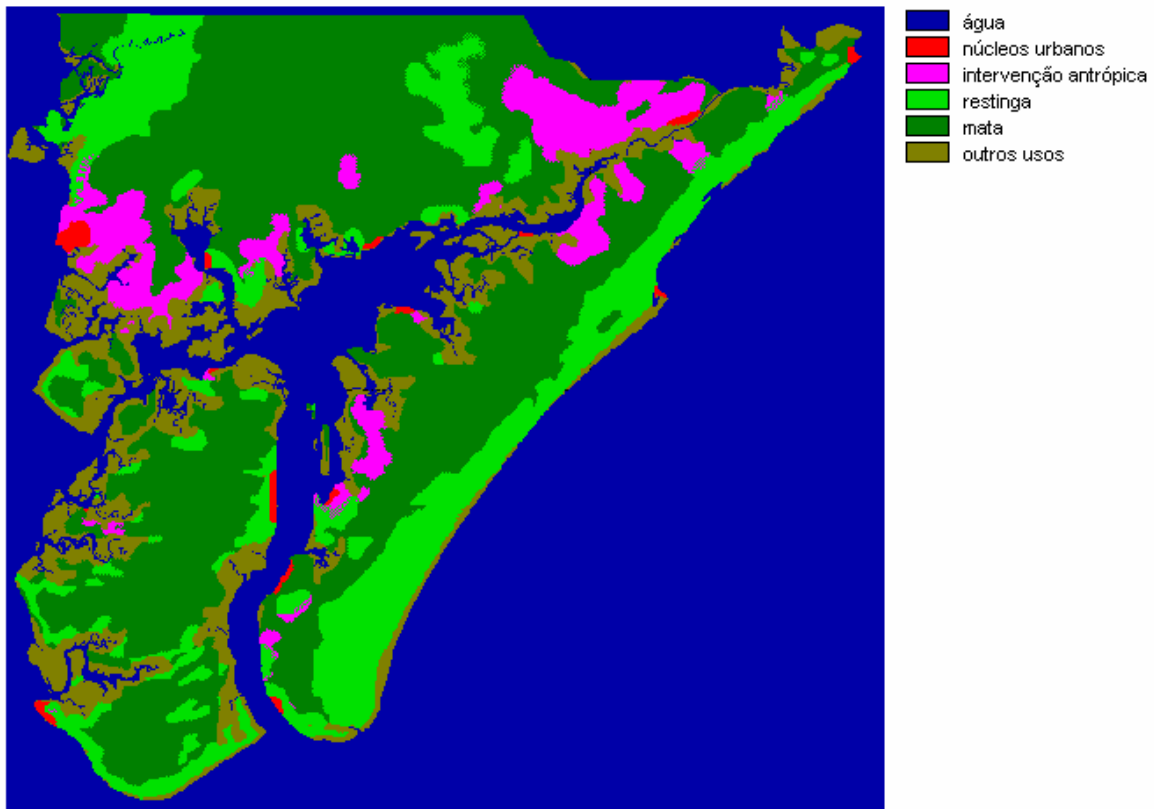 água
núcleos urbanos
intervenção antrópica
restinga
mata
outros usos